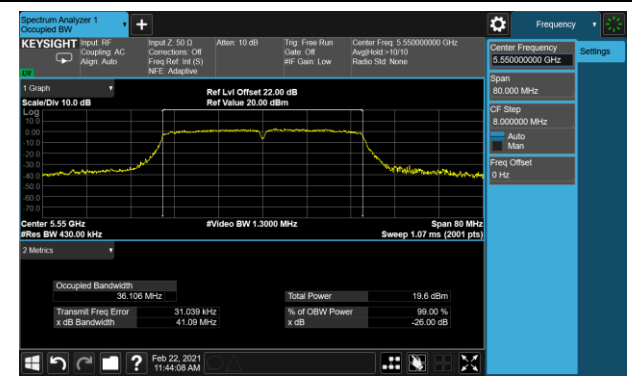 Spectrum Analyzer 1
Occupied BW
Frequency
KEYSIGHT
Input: RF
Coupling: AC
Align: Auto
Input Z: 50 Ω
Corrections: Off
Freq Ref: Int (S)
NFE: Adaptive
Atten: 10 dB
Trig: Free Run
Gate: Off
#IF Gain: Low
Center Freq: 5.550000000 GHz
Avg|Hold:>10/10
Radio Std: None
Center Frequency
5.55000000 GHz
Settings
Span
80.000 MHz
CF Step
8.000000 MHz
Auto
Man
Freq Offset
0 Hz
1 Graph
Scale/Div 10.0 dB
Ref Lvl Offset 22.00 dB
Ref Value 20.00 dBm
Log
10.0
0.00
-10.0
-20.0
-30.0
-40.0
-50.0
-60.0
-70.0
Center 5.55 GHz
#Res BW 430.00 kHz
#Video BW 1.3000 MHz
Span 80 MHz
Sweep 1.07 ms (2001 pts)
2 Metrics
Occupied Bandwidth
36.106 MHz
Total Power 19.6 dBm
Transmit Freq Error 31.039 kHz
% of OBW Power 99.00 %
x dB Bandwidth 41.09 MHz
x dB -26.00 dB
Feb 22, 2021
11:44:08 AM